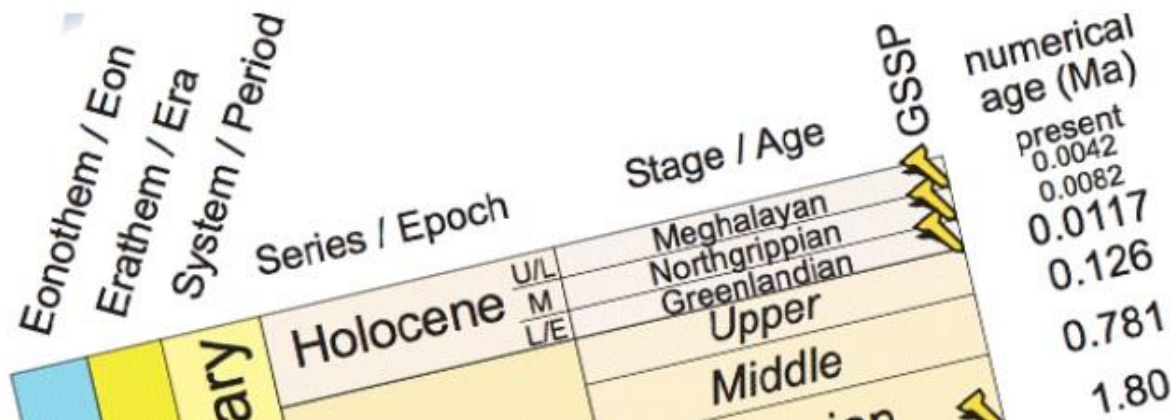 Eonothem / Eon
Erathem / Era
System / Period
Series / Epoch
Stage / Age
GSSP
numerical
age (Ma)
present
Holocene
U/L
M
L/E
Meghalayan
0.0042
Northgrippian
0.0082
Greenlandian
0.0117
Upper
0.126
Middle
0.781
1.80